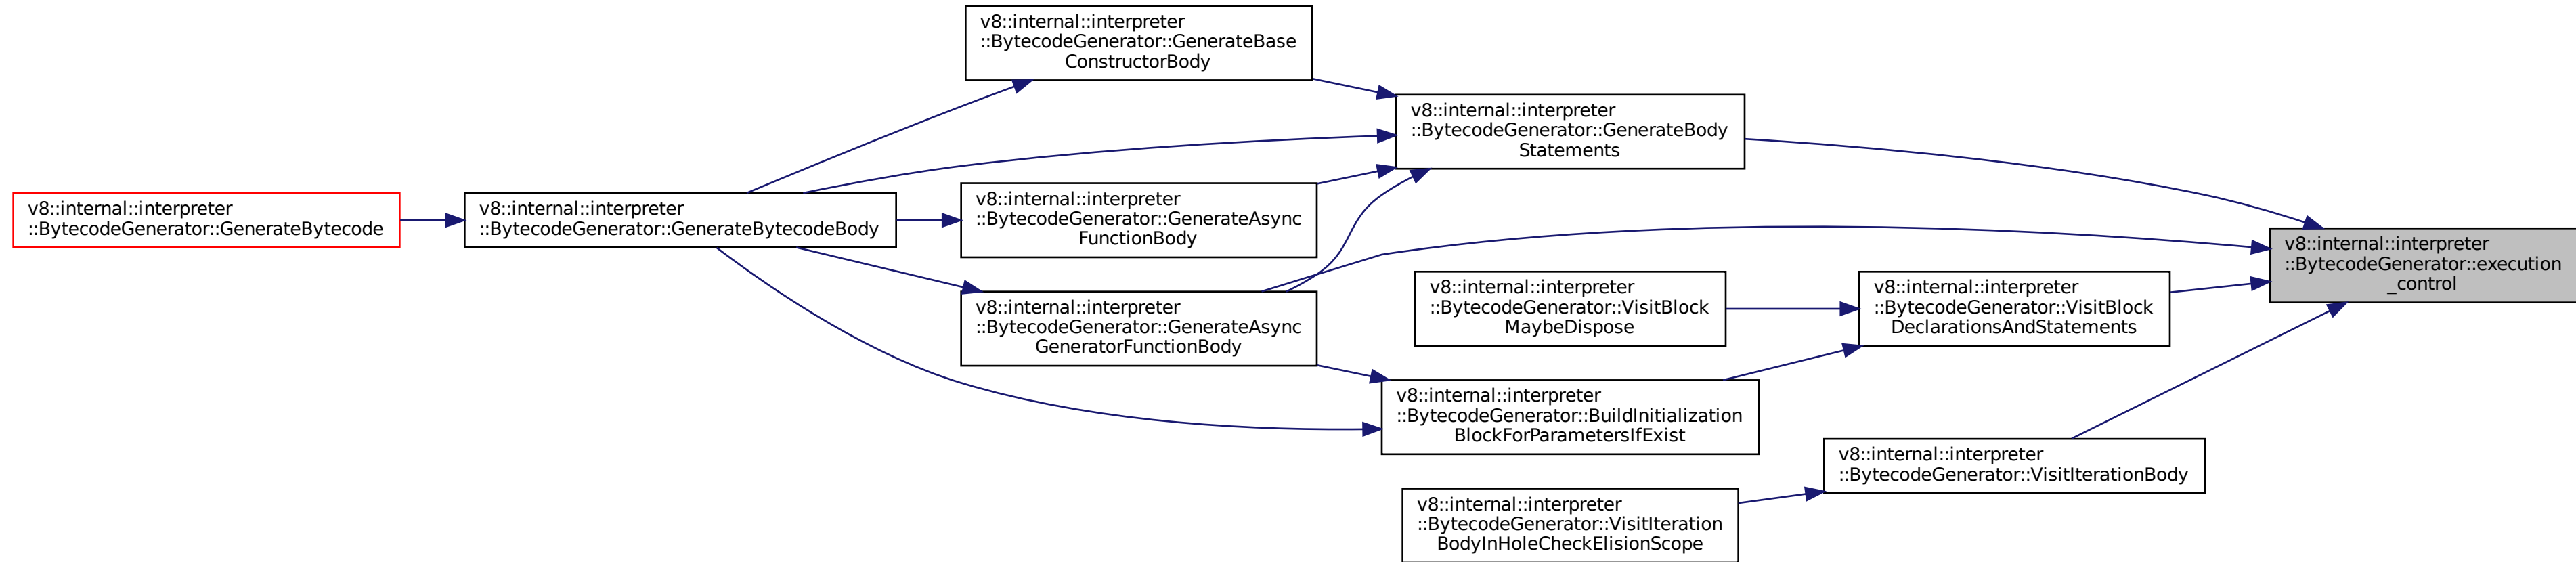 v8::internal::interpreter
::BytecodeGenerator::GenerateBase
ConstructorBody
v8::internal::interpreter
::BytecodeGenerator::GenerateBody
Statements
v8::internal::interpreter
::BytecodeGenerator::GenerateBytecode
v8::internal::interpreter
::BytecodeGenerator::GenerateBytecodeBody
v8::internal::interpreter
::BytecodeGenerator::GenerateAsync
FunctionBody
v8::internal::interpreter
::BytecodeGenerator::execution
_control
v8::internal::interpreter
::BytecodeGenerator::GenerateAsync
GeneratorFunctionBody
v8::internal::interpreter
::BytecodeGenerator::VisitBlock
MaybeDispose
v8::internal::interpreter
::BytecodeGenerator::VisitBlock
DeclarationsAndStatements
v8::internal::interpreter
::BytecodeGenerator::BuildInitialization
BlockForParametersIfExist
v8::internal::interpreter
::BytecodeGenerator::VisitIterationBody
v8::internal::interpreter
::BytecodeGenerator::VisitIteration
BodyInHoleCheckElisionScope